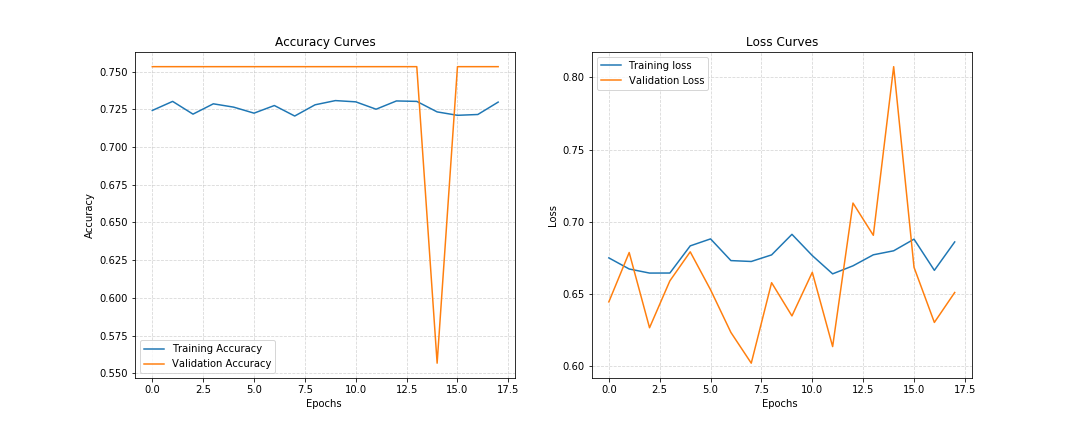 Accuracy Curves
0.750
0.725
0.700
0.675
0.650
0.625
0.600
0.575
0.550
Accuracy
Training Accuracy
Validation Accuracy
0.0 2.5 5.0 7.5 10.0 12.5 15.0 17.5
Epochs
Loss Curves
Training loss
Validation Loss
0.80
0.75
0.70
0.65
0.60
Loss
0.0 2.5 5.0 7.5 10.0 12.5 15.0 17.5
Epochs